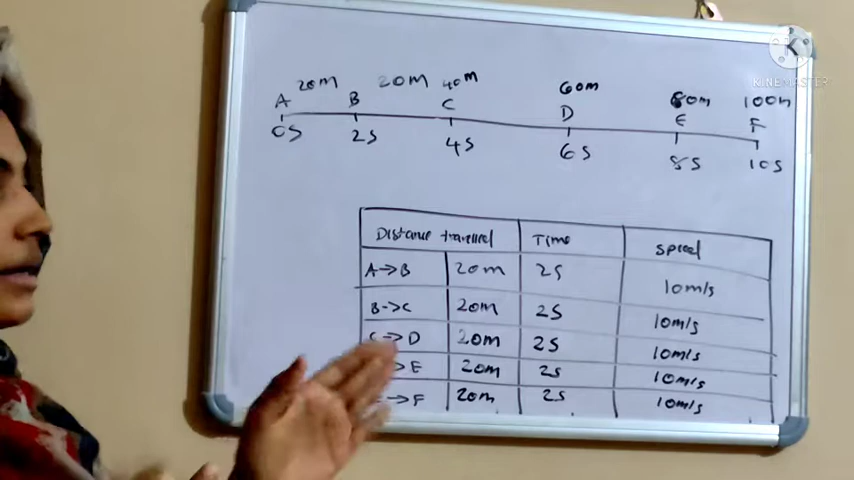 20m 20m 40m 60m 80m 100m
A B C D E F
0s 2s 4s 6s 8s 10s
Distance travelled Time speed
A→B 20m 2s 10m/s
B→C 20m 2s 10m/s
C→D 20m 2s 10m/s
→E 20m 2s 10m/s
→F 20m 2s 10m/s
K
KINEMASTER